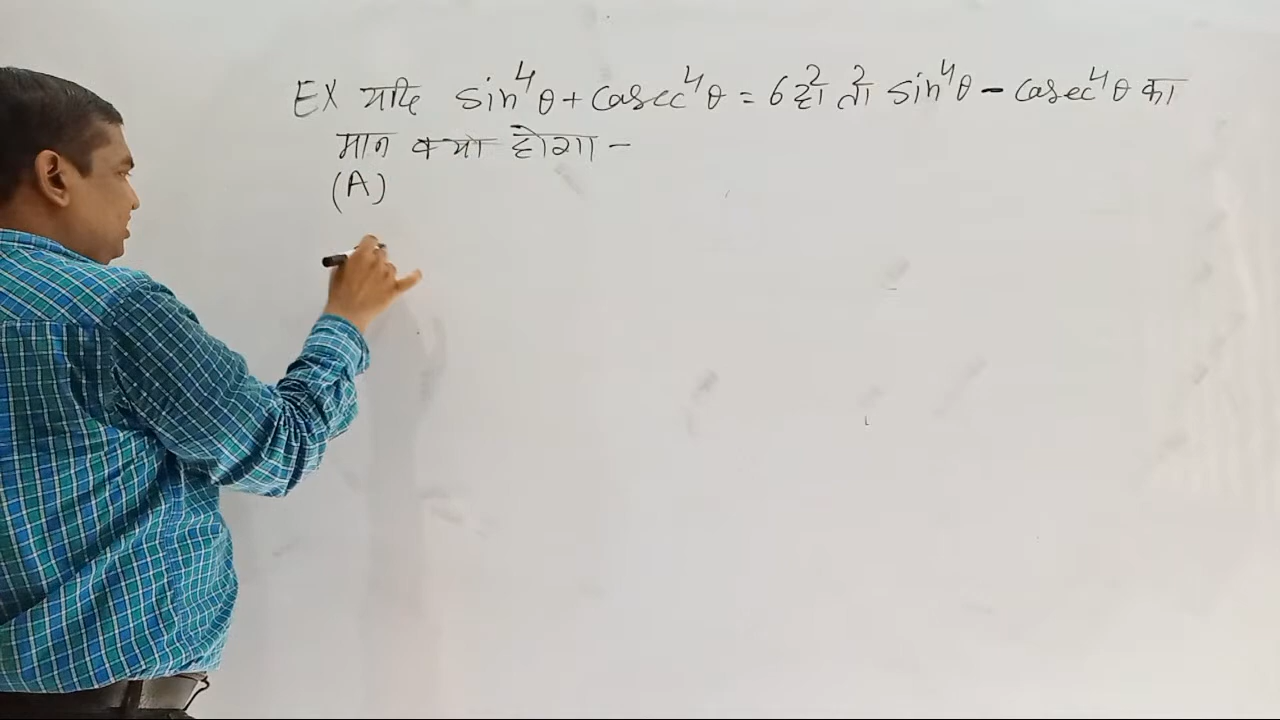 EX यदि sin⁴θ + Cosec⁴θ = 6 हो तो sin⁴θ - Cosec⁴θ का
मान क्या होगा -
(A)